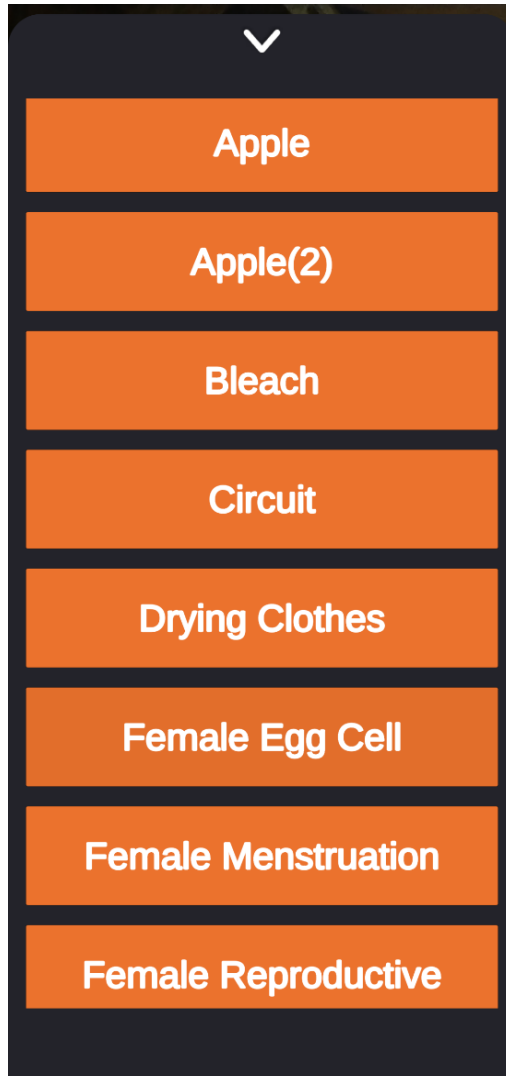 Apple
Apple(2)
Bleach
Circuit
Drying Clothes
Female Egg Cell
Female Menstruation
Female Reproductive